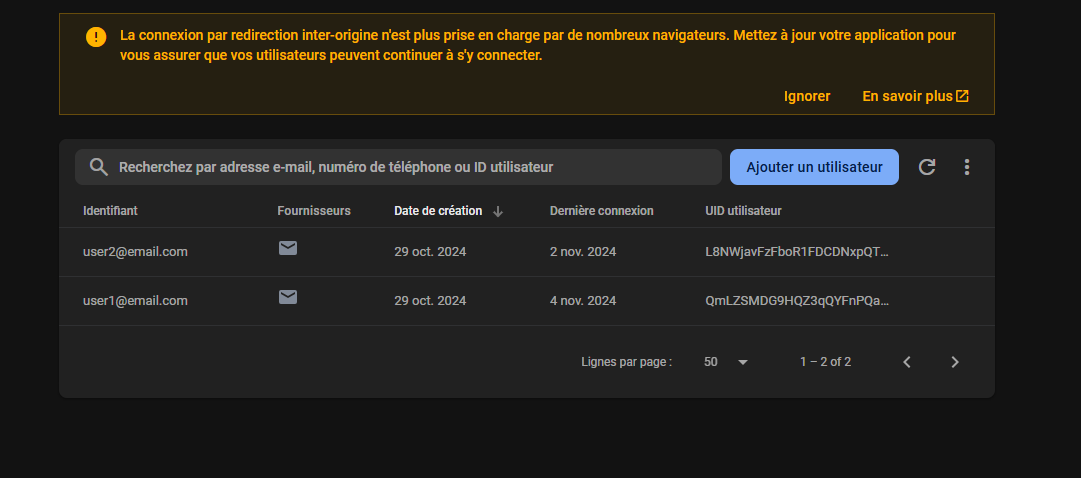 La connexion par redirection inter-origine n'est plus prise en charge par de nombreux navigateurs. Mettez à jour votre application pour
vous assurer que vos utilisateurs peuvent continuer à s'y connecter.
Ignorer En savoir plus
Recherchez par adresse e-mail, numéro de téléphone ou ID utilisateur Ajouter un utilisateur
Identifiant Fournisseurs Date de création Dernière connexion UID utilisateur
user2@email.com 29 oct. 2024 2 nov. 2024 L8NWjavFzFboR1FDCDNxpQT...
user1@email.com 29 oct. 2024 4 nov. 2024 QmLZSMDG9HQZ3qQYFnPQa...
Lignes par page : 50 1 – 2 of 2